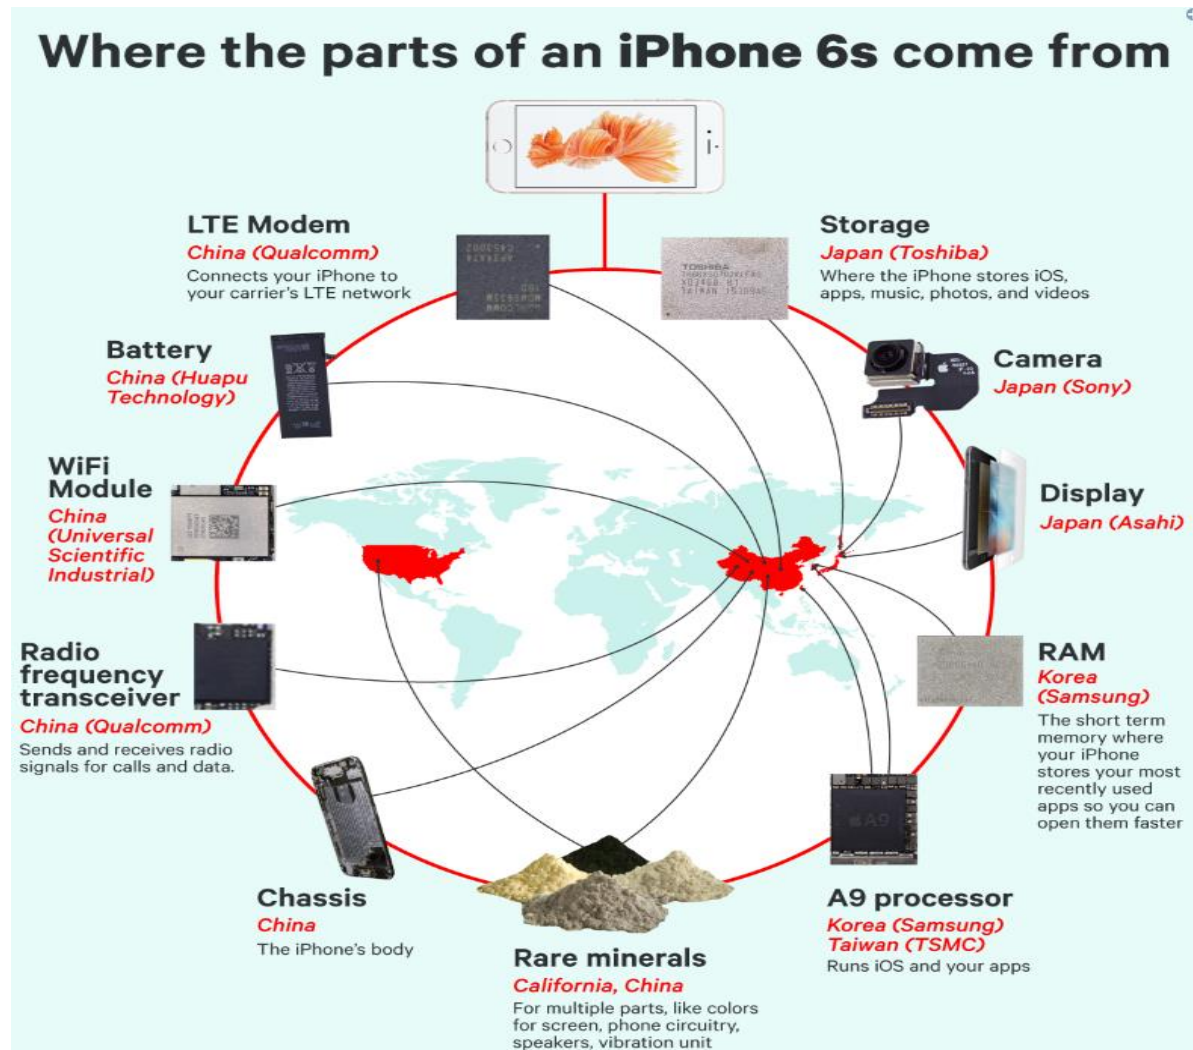 Where the parts of an iPhone 6s come from
LTE Modem
China (Qualcomm)
Connects your iPhone to
your carrier's LTE network
Storage
Japan (Toshiba)
Where the iPhone stores iOS,
apps, music, photos, and videos
TOSHIBA
Battery
China (Huapu
Technology)
Camera
Japan (Sony)
WiFi
Module
China
(Universal
Scientific
Industrial)
Display
Japan (Asahi)
Radio
frequency
transceiver
China (Qualcomm)
Sends and receives radio
signals for calls and data.
RAM
Korea
(Samsung)
The short term
memory where
your iPhone
stores your most
recently used
apps so you can
open them faster
Chassis
China
The iPhone's body
A9
A9 processor
Korea (Samsung)
Taiwan (TSMC)
Runs iOS and your apps
Rare minerals
California, China
For multiple parts, like colors
for screen, phone circuitry,
speakers, vibration unit